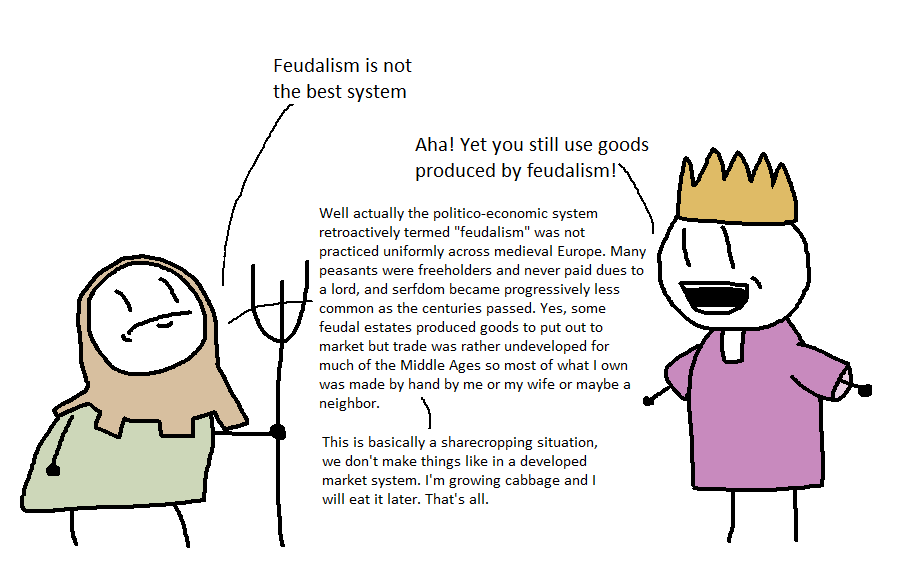 Feudalism is not
the best system
Aha! Yet you still use goods
produced by feudalism!
Well actually the politico-economic system
retroactively termed "feudalism" was not
practiced uniformly across medieval Europe. Many
peasants were freeholders and never paid dues to
a lord, and serfdom became progressively less
common as the centuries passed. Yes, some
feudal estates produced goods to put out to
market but trade was rather undeveloped for
much of the Middle Ages so most of what I own
was made by hand by me or my wife or maybe a
neighbor.
This is basically a sharecropping situation,
we don't make things like in a developed
market system. I'm growing cabbage and I
will eat it later. That's all.